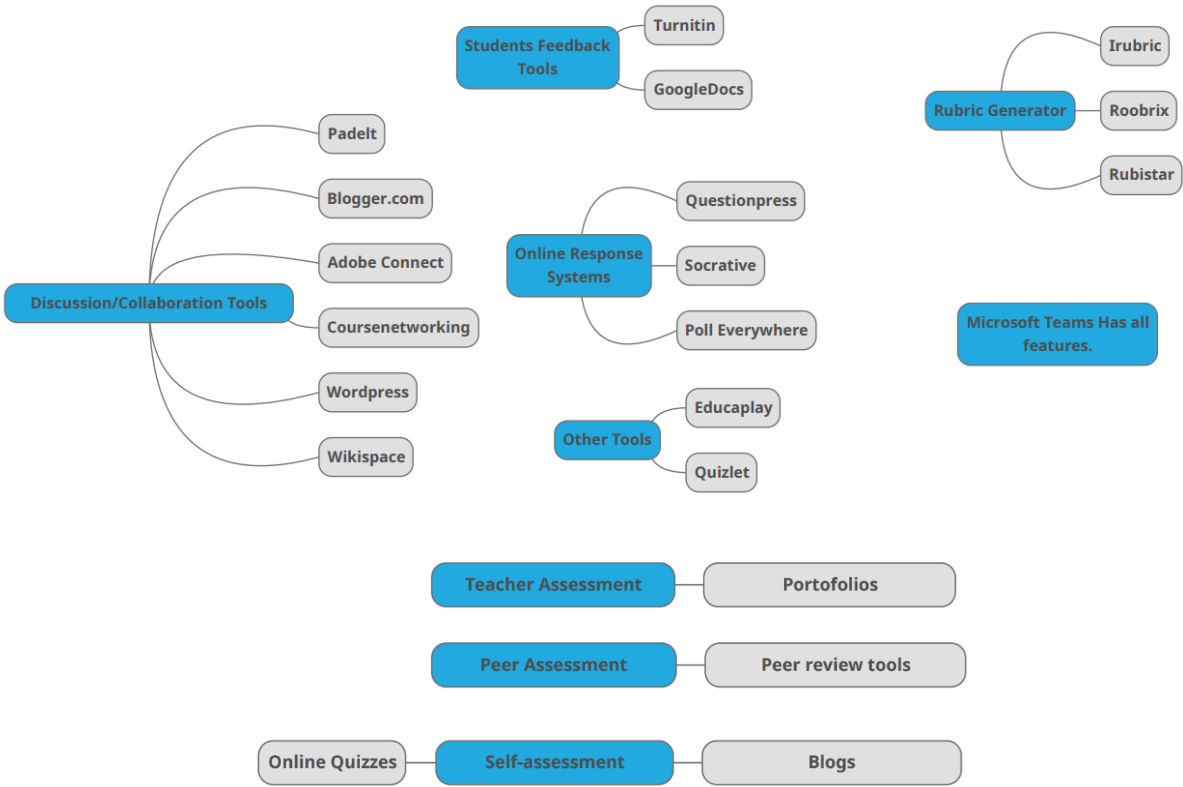 Students Feedback
Tools
Turnitin
GoogleDocs
Rubric Generator
Irubric
Roobrix
Rubistar
Discussion/Collaboration Tools
Padelt
Blogger.com
Adobe Connect
Coursenetworking
Wordpress
Wikispace
Online Response
Systems
Questionpress
Socrative
Poll Everywhere
Microsoft Teams Has all
features.
Other Tools
Educaplay
Quizlet
Teacher Assessment
Portofolios
Peer Assessment
Peer review tools
Online Quizzes
Self-assessment
Blogs